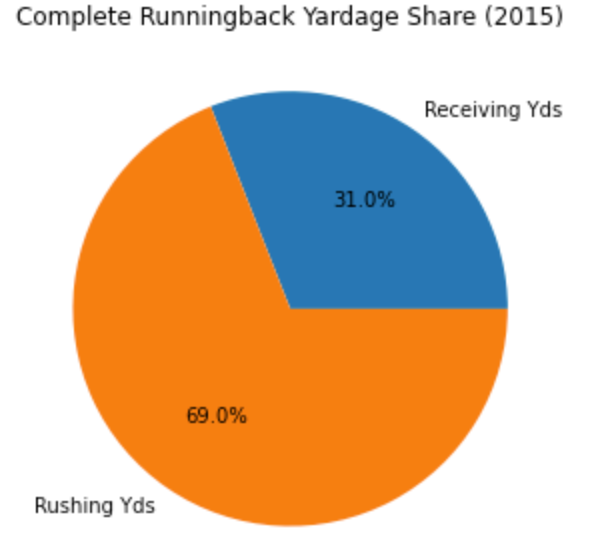 Complete Runningback Yardage Share (2015)
Receiving Yds
31.0%
69.0%
Rushing Yds